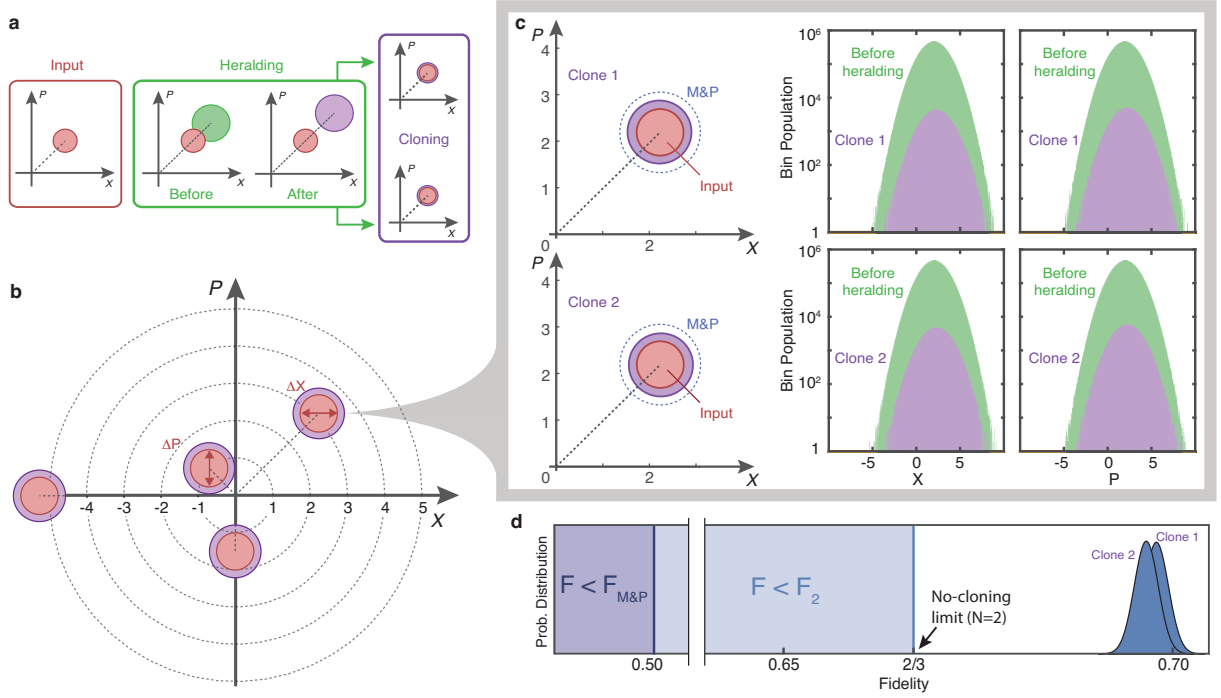 a
Input
P
x
Heralding
P
x
Before
P
x
After
P
x
Cloning
P
x
b
P
ΔX
ΔP
-4
-3
-2
-1
1
2
3
4
5
X
c
P
4
3
2
1
0
2
X
Clone 1
M&P
Input
P
4
3
2
1
0
2
X
Clone 2
M&P
Input
Bin Population
10⁶
10⁴
10²
1
Before
heralding
Clone 1
Before
heralding
Clone 1
Bin Population
10⁶
10⁴
10²
1
Before
heralding
Clone 2
Before
heralding
Clone 2
-5
0
5
X
-5
0
5
P
d
Prob. Distribution
F < F_M&P
F < F₂
No-cloning
limit (N=2)
Clone 1
Clone 2
0.50
0.65
2/3
0.70
Fidelity